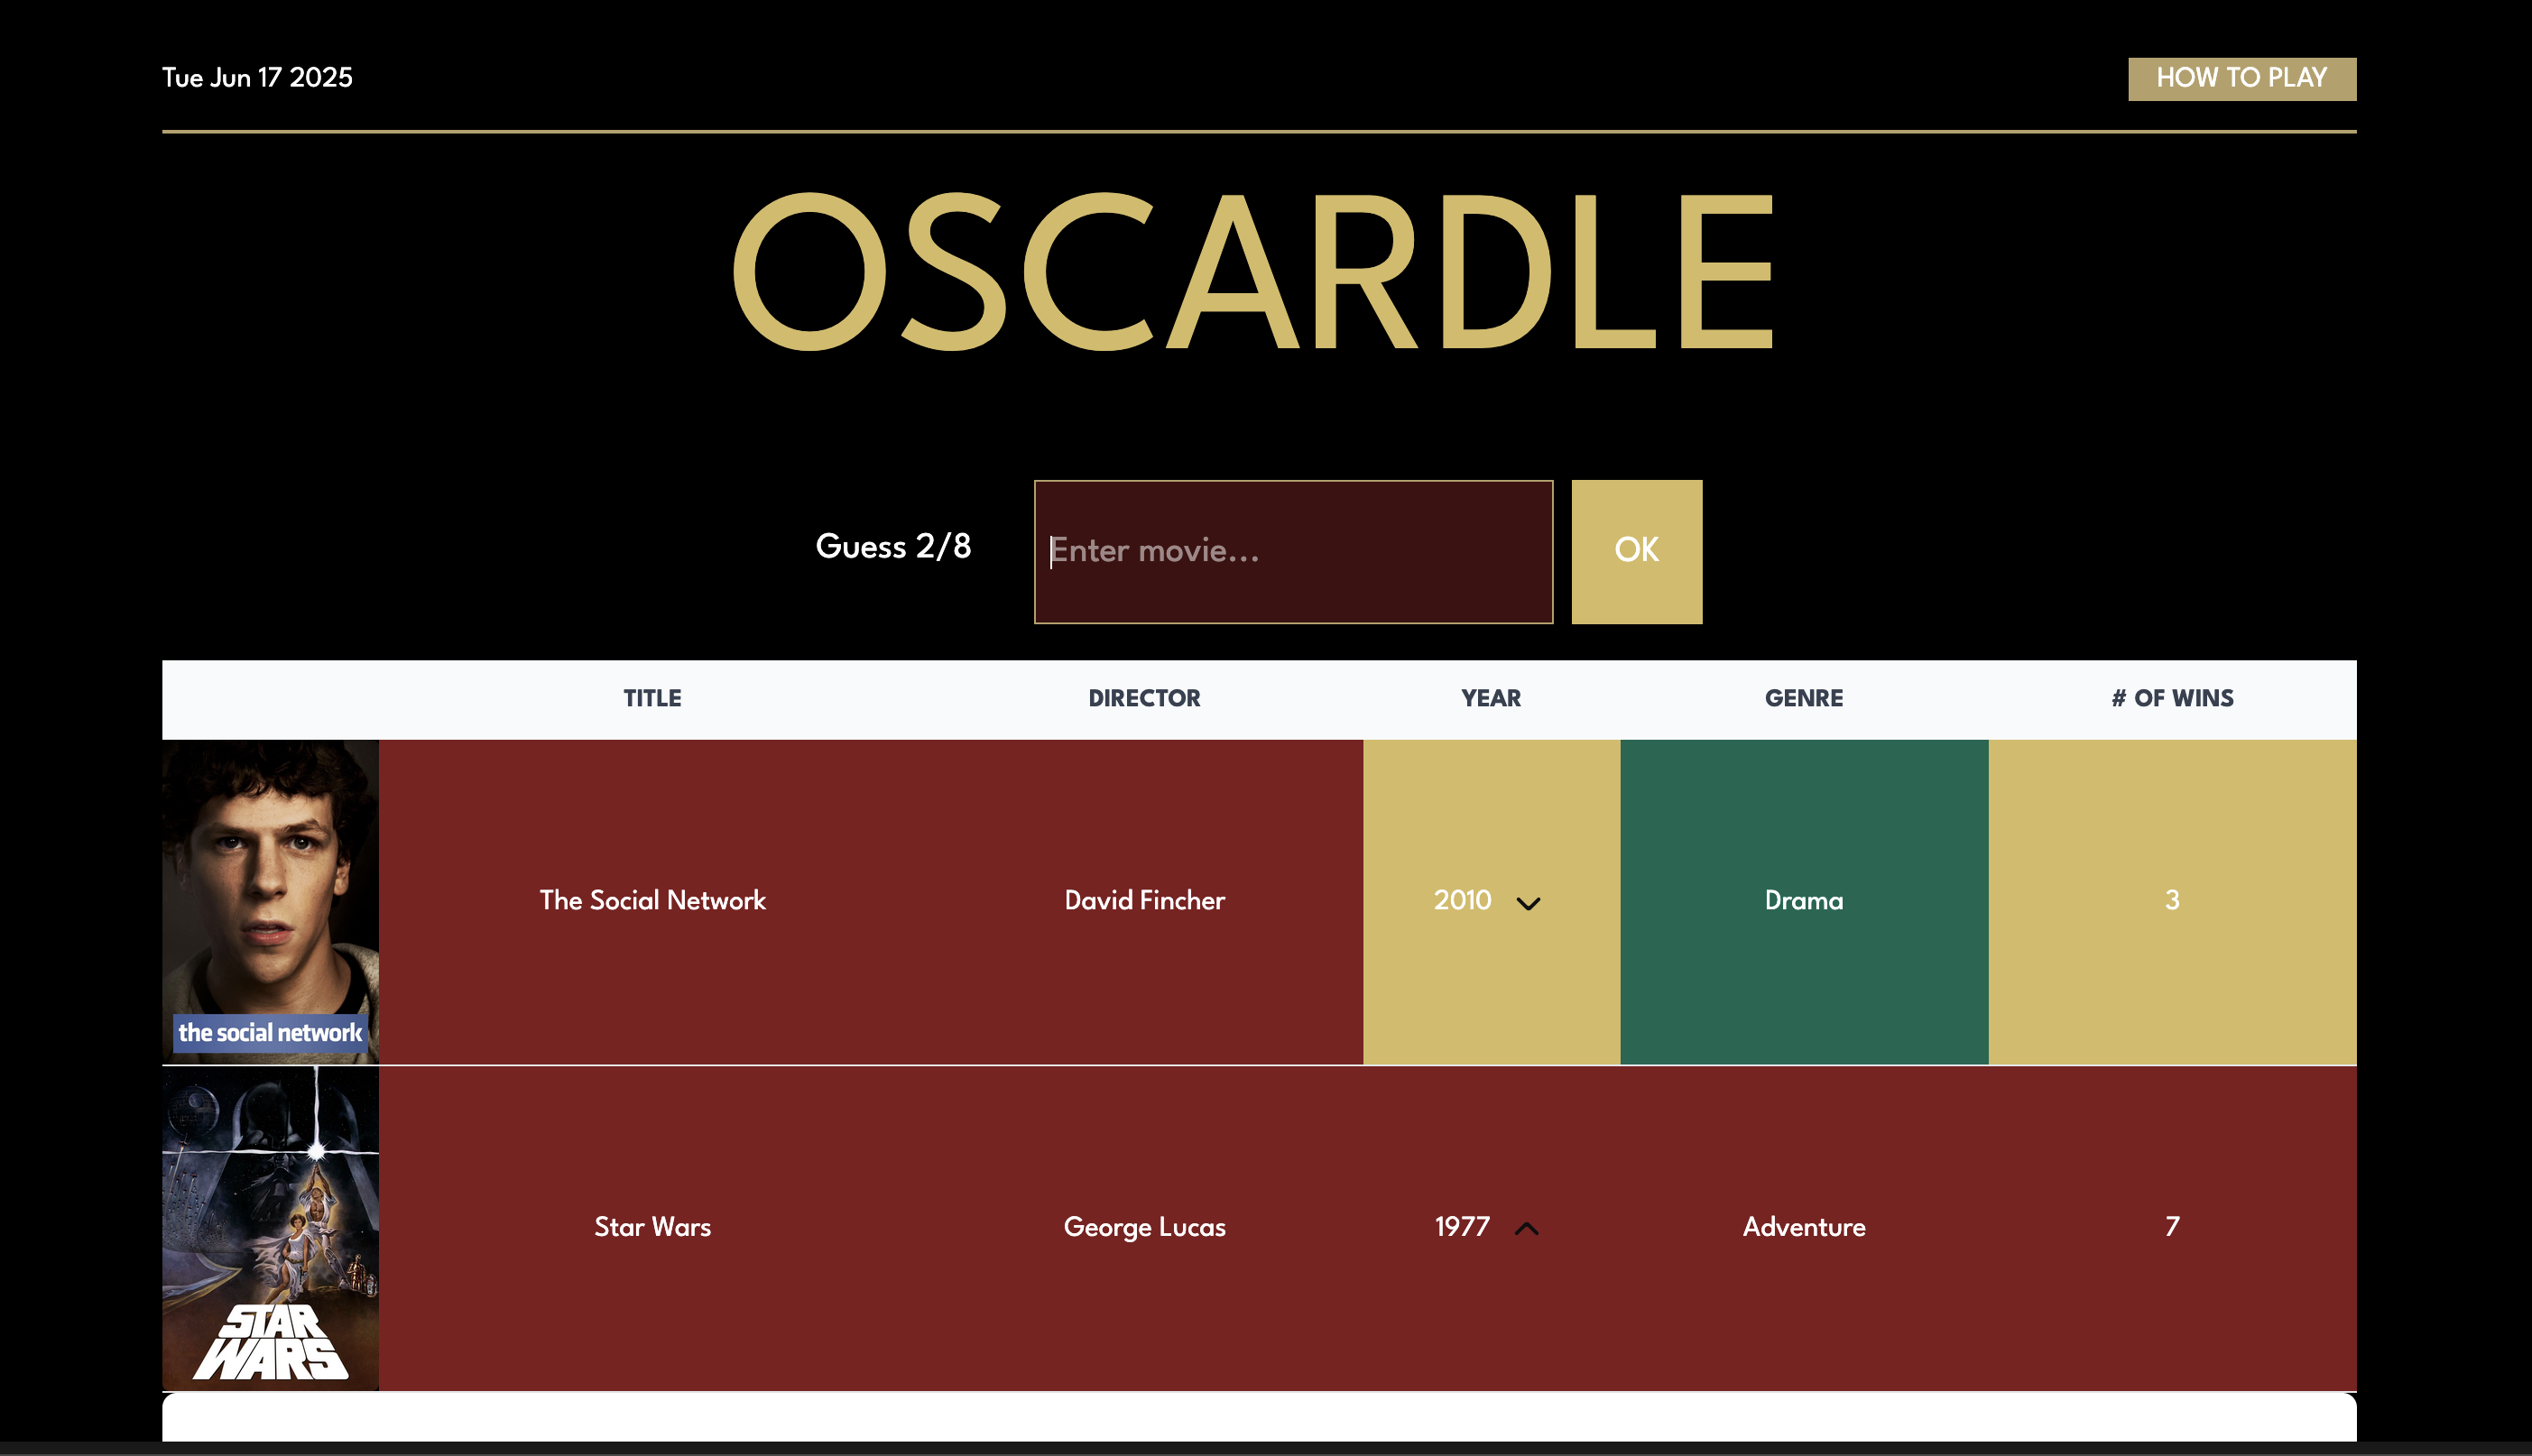 Tue Jun 17 2025
HOW TO PLAY
OSCARDLE
Guess 2/8
Enter movie...
OK
TITLE DIRECTOR YEAR GENRE # OF WINS
The Social Network David Fincher 2010 Drama 3
the social network
Star Wars George Lucas 1977 Adventure 7
STAR
WARS